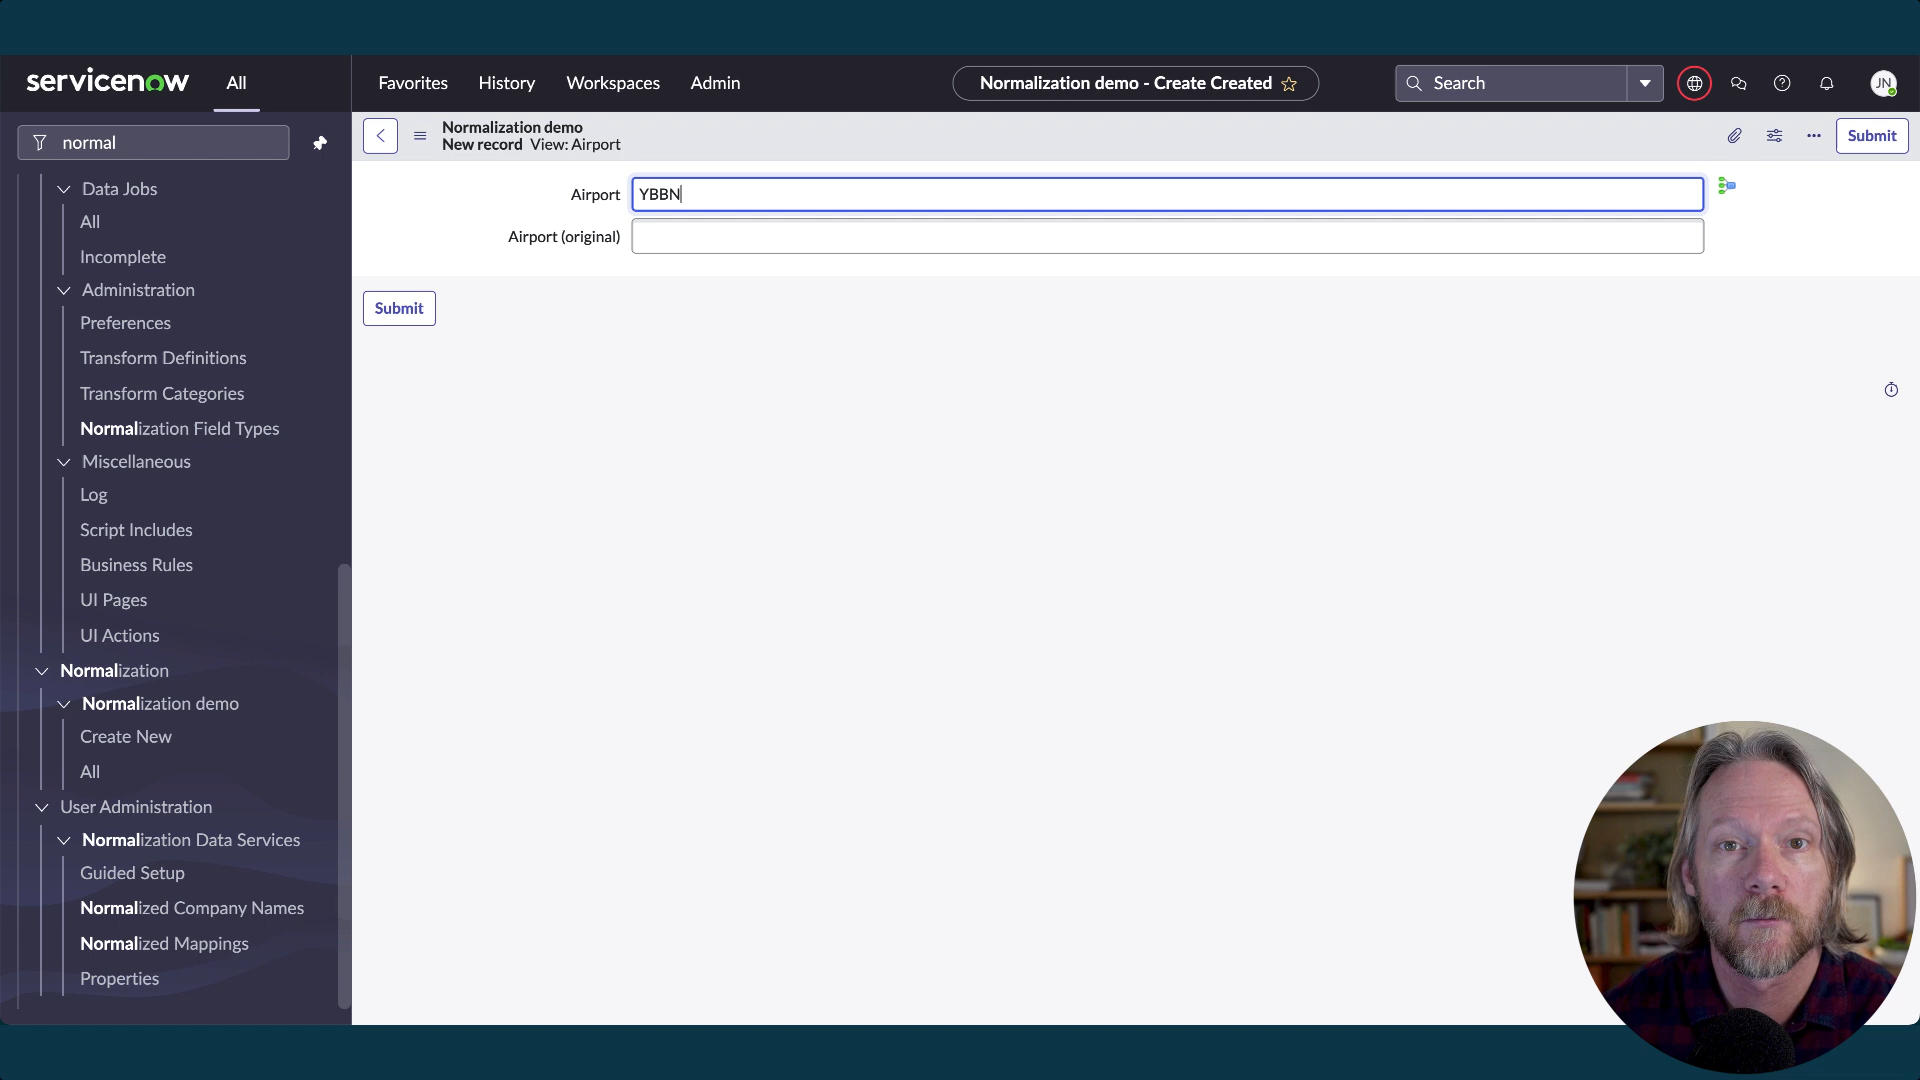 servicenow
All
Favorites
History
Workspaces
Admin
Normalization demo - Create Created
Search
JN
normal
Data Jobs
All
Incomplete
Administration
Preferences
Transform Definitions
Transform Categories
Normalization Field Types
Miscellaneous
Log
Script Includes
Business Rules
UI Pages
UI Actions
Normalization
Normalization demo
Create New
All
User Administration
Normalization Data Services
Guided Setup
Normalized Company Names
Normalized Mappings
Properties
Normalization demo
New record View: Airport
Submit
Airport YBBN
Airport (original)
Submit